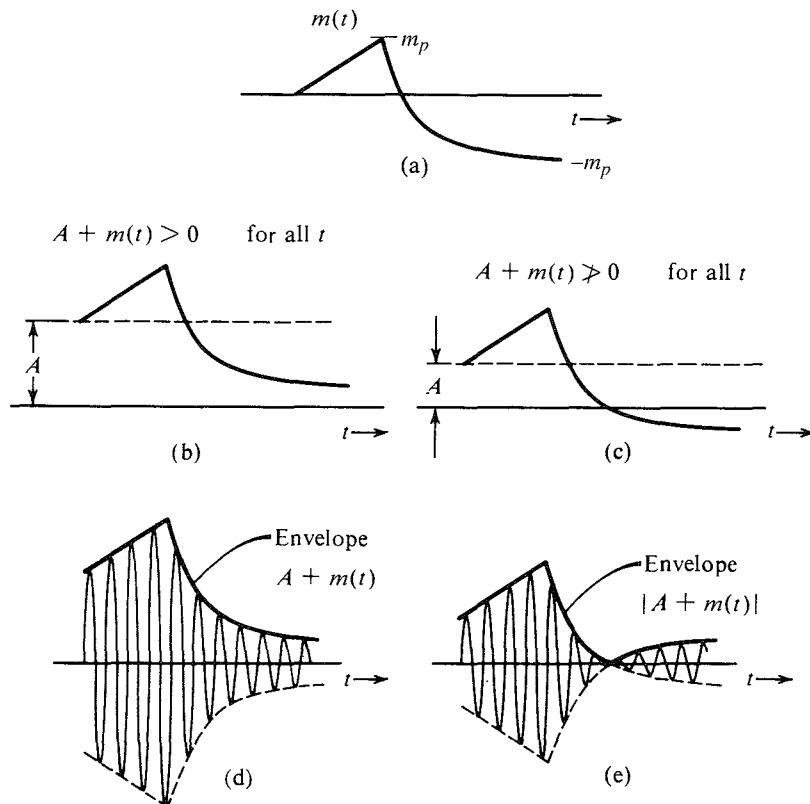 m(t)
m_p
t
−m_p
(a)
A + m(t) > 0 for all t
A
t
(b)
A + m(t) ≯ 0 for all t
A
t
(c)
Envelope
A + m(t)
t
(d)
Envelope
|A + m(t)|
t
(e)